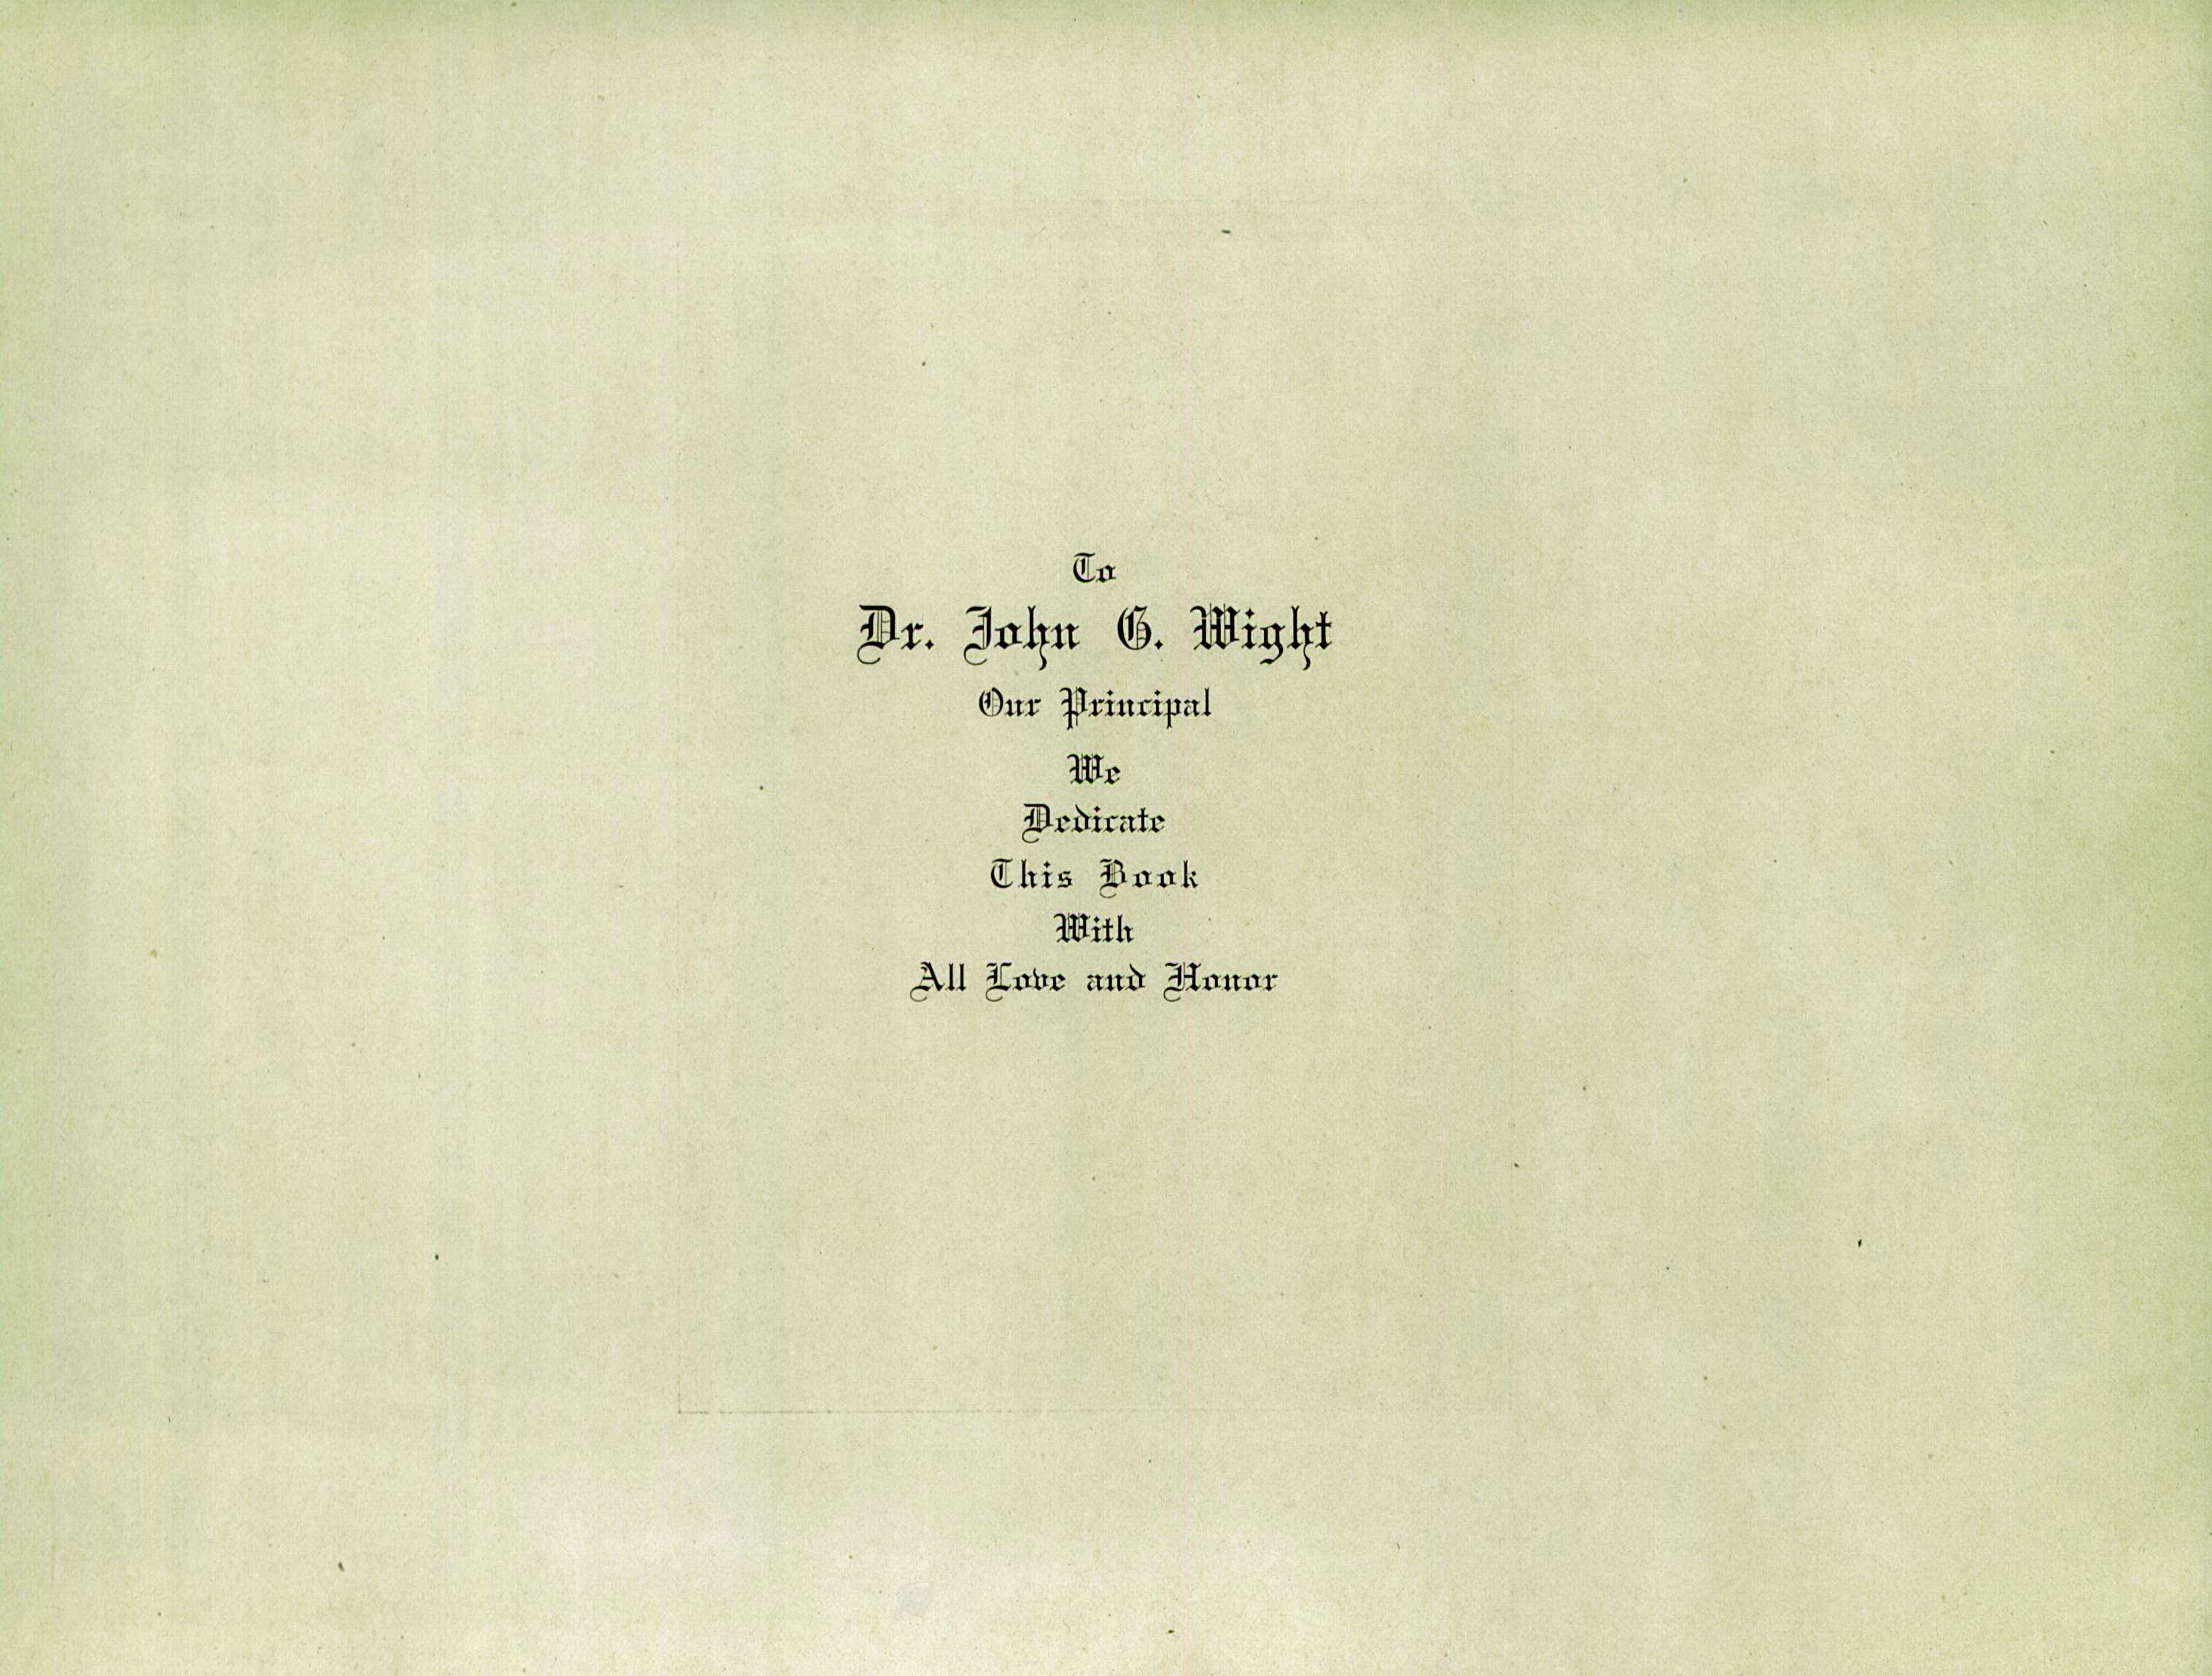 To
Dr. John G. Wight
Our Principal
We
Dedicate
This Book
With
All Love and Honor